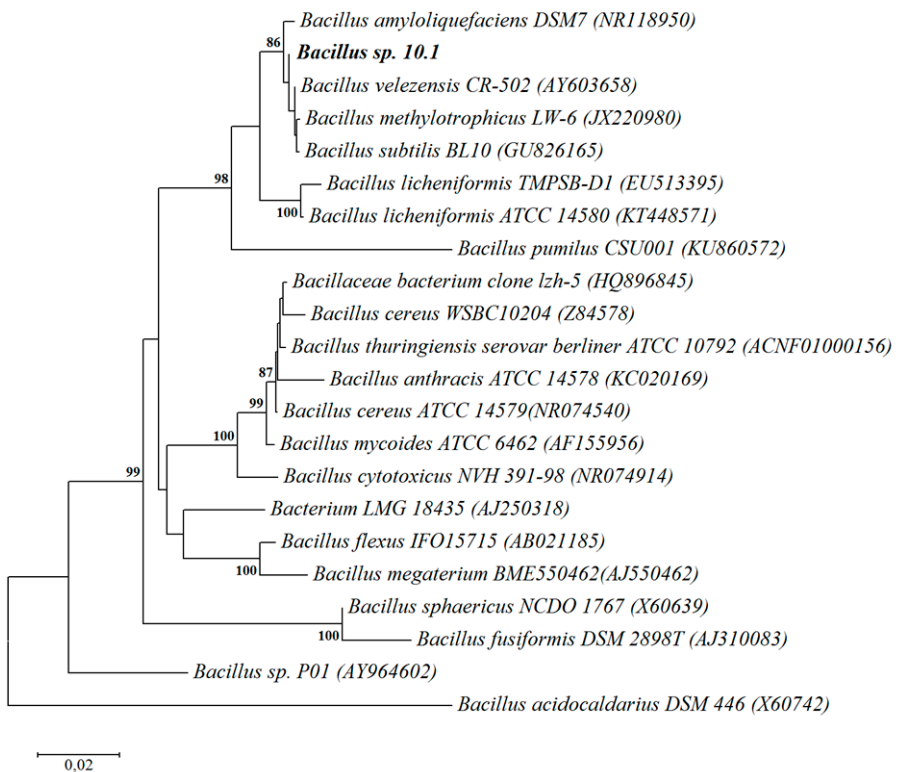 Bacillus amyloliquefaciens DSM7 (NR118950)
86
Bacillus sp. 10.1
Bacillus velezensis CR-502 (AY603658)
Bacillus methylotrophicus LW-6 (JX220980)
Bacillus subtilis BL10 (GU826165)
98
Bacillus licheniformis TMPSB-D1 (EU513395)
100
Bacillus licheniformis ATCC 14580 (KT448571)
Bacillus pumilus CSU001 (KU860572)
Bacillaceae bacterium clone lzh-5 (HQ896845)
Bacillus cereus WSBC10204 (Z84578)
Bacillus thuringiensis serovar berliner ATCC 10792 (ACNF01000156)
87
Bacillus anthracis ATCC 14578 (KC020169)
99
Bacillus cereus ATCC 14579(NR074540)
100
Bacillus mycoides ATCC 6462 (AF155956)
99
Bacillus cytotoxicus NVH 391-98 (NR074914)
Bacterium LMG 18435 (AJ250318)
Bacillus flexus IFO15715 (AB021185)
100
Bacillus megaterium BME550462(AJ550462)
Bacillus sphaericus NCDO 1767 (X60639)
100
Bacillus fusiformis DSM 2898T (AJ310083)
Bacillus sp. P01 (AY964602)
Bacillus acidocaldarius DSM 446 (X60742)
0,02